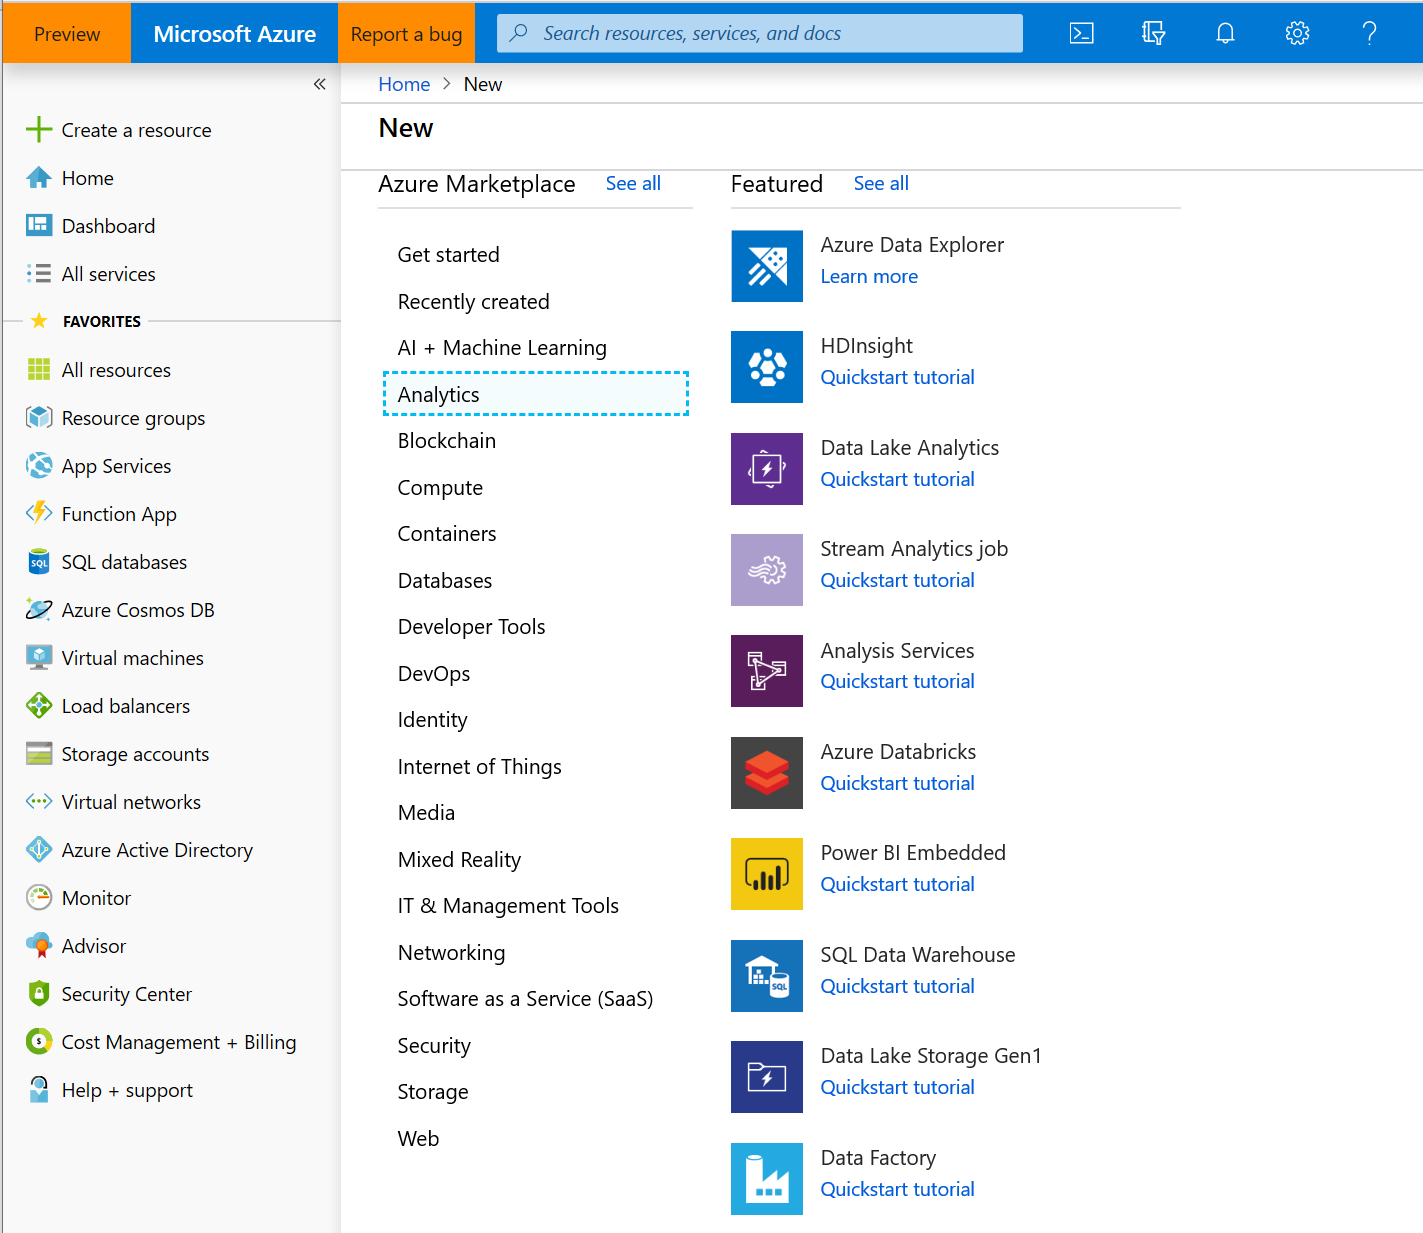 Preview
Microsoft Azure
Report a bug
Search resources, services, and docs
Home > New
New
Create a resource
Home
Dashboard
All services
FAVORITES
All resources
Resource groups
App Services
Function App
SQL databases
Azure Cosmos DB
Virtual machines
Load balancers
Storage accounts
Virtual networks
Azure Active Directory
Monitor
Advisor
Security Center
Cost Management + Billing
Help + support
Azure Marketplace See all
Get started
Recently created
AI + Machine Learning
Analytics
Blockchain
Compute
Containers
Databases
Developer Tools
DevOps
Identity
Internet of Things
Media
Mixed Reality
IT & Management Tools
Networking
Software as a Service (SaaS)
Security
Storage
Web
Featured See all
Azure Data Explorer
Learn more
HDInsight
Quickstart tutorial
Data Lake Analytics
Quickstart tutorial
Stream Analytics job
Quickstart tutorial
Analysis Services
Quickstart tutorial
Azure Databricks
Quickstart tutorial
Power BI Embedded
Quickstart tutorial
SQL
SQL Data Warehouse
Quickstart tutorial
Data Lake Storage Gen1
Quickstart tutorial
Data Factory
Quickstart tutorial